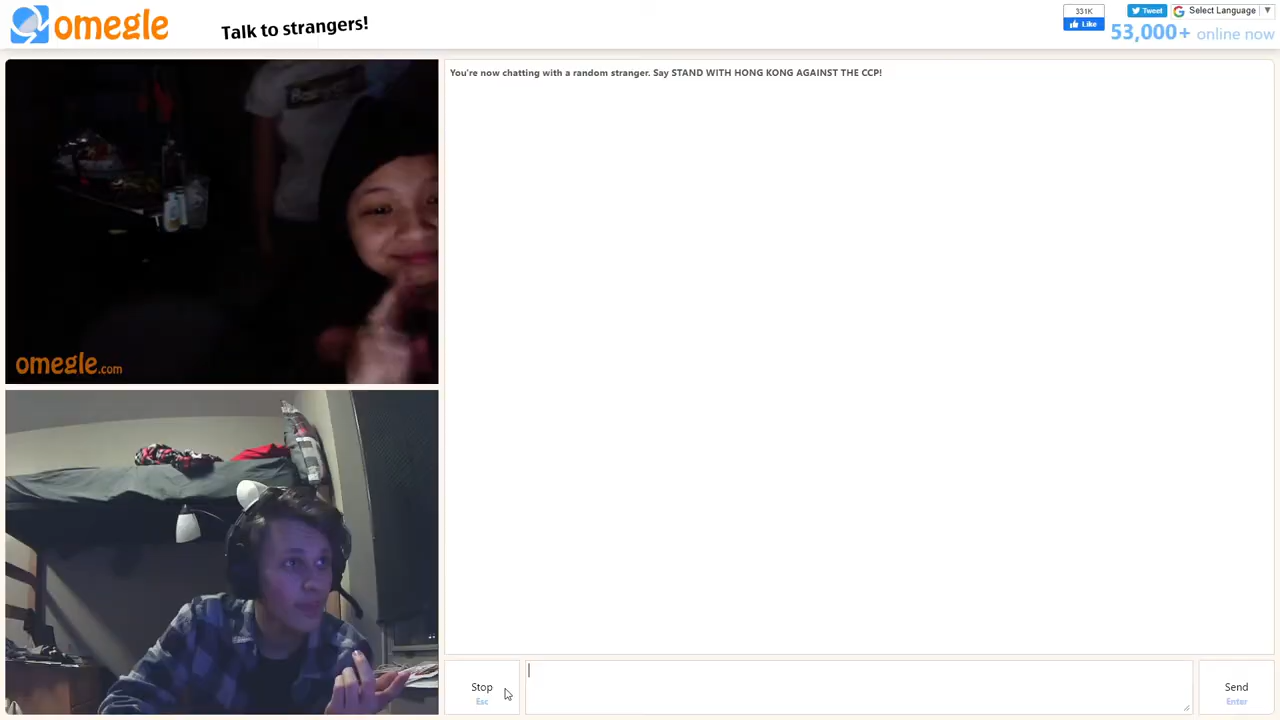 omegle
Talk to strangers!
331K
Like
Tweet
Select Language
53,000+ online now
You're now chatting with a random stranger. Say STAND WITH HONG KONG AGAINST THE CCP!
omegle.com
Stop
Esc
Send
Enter